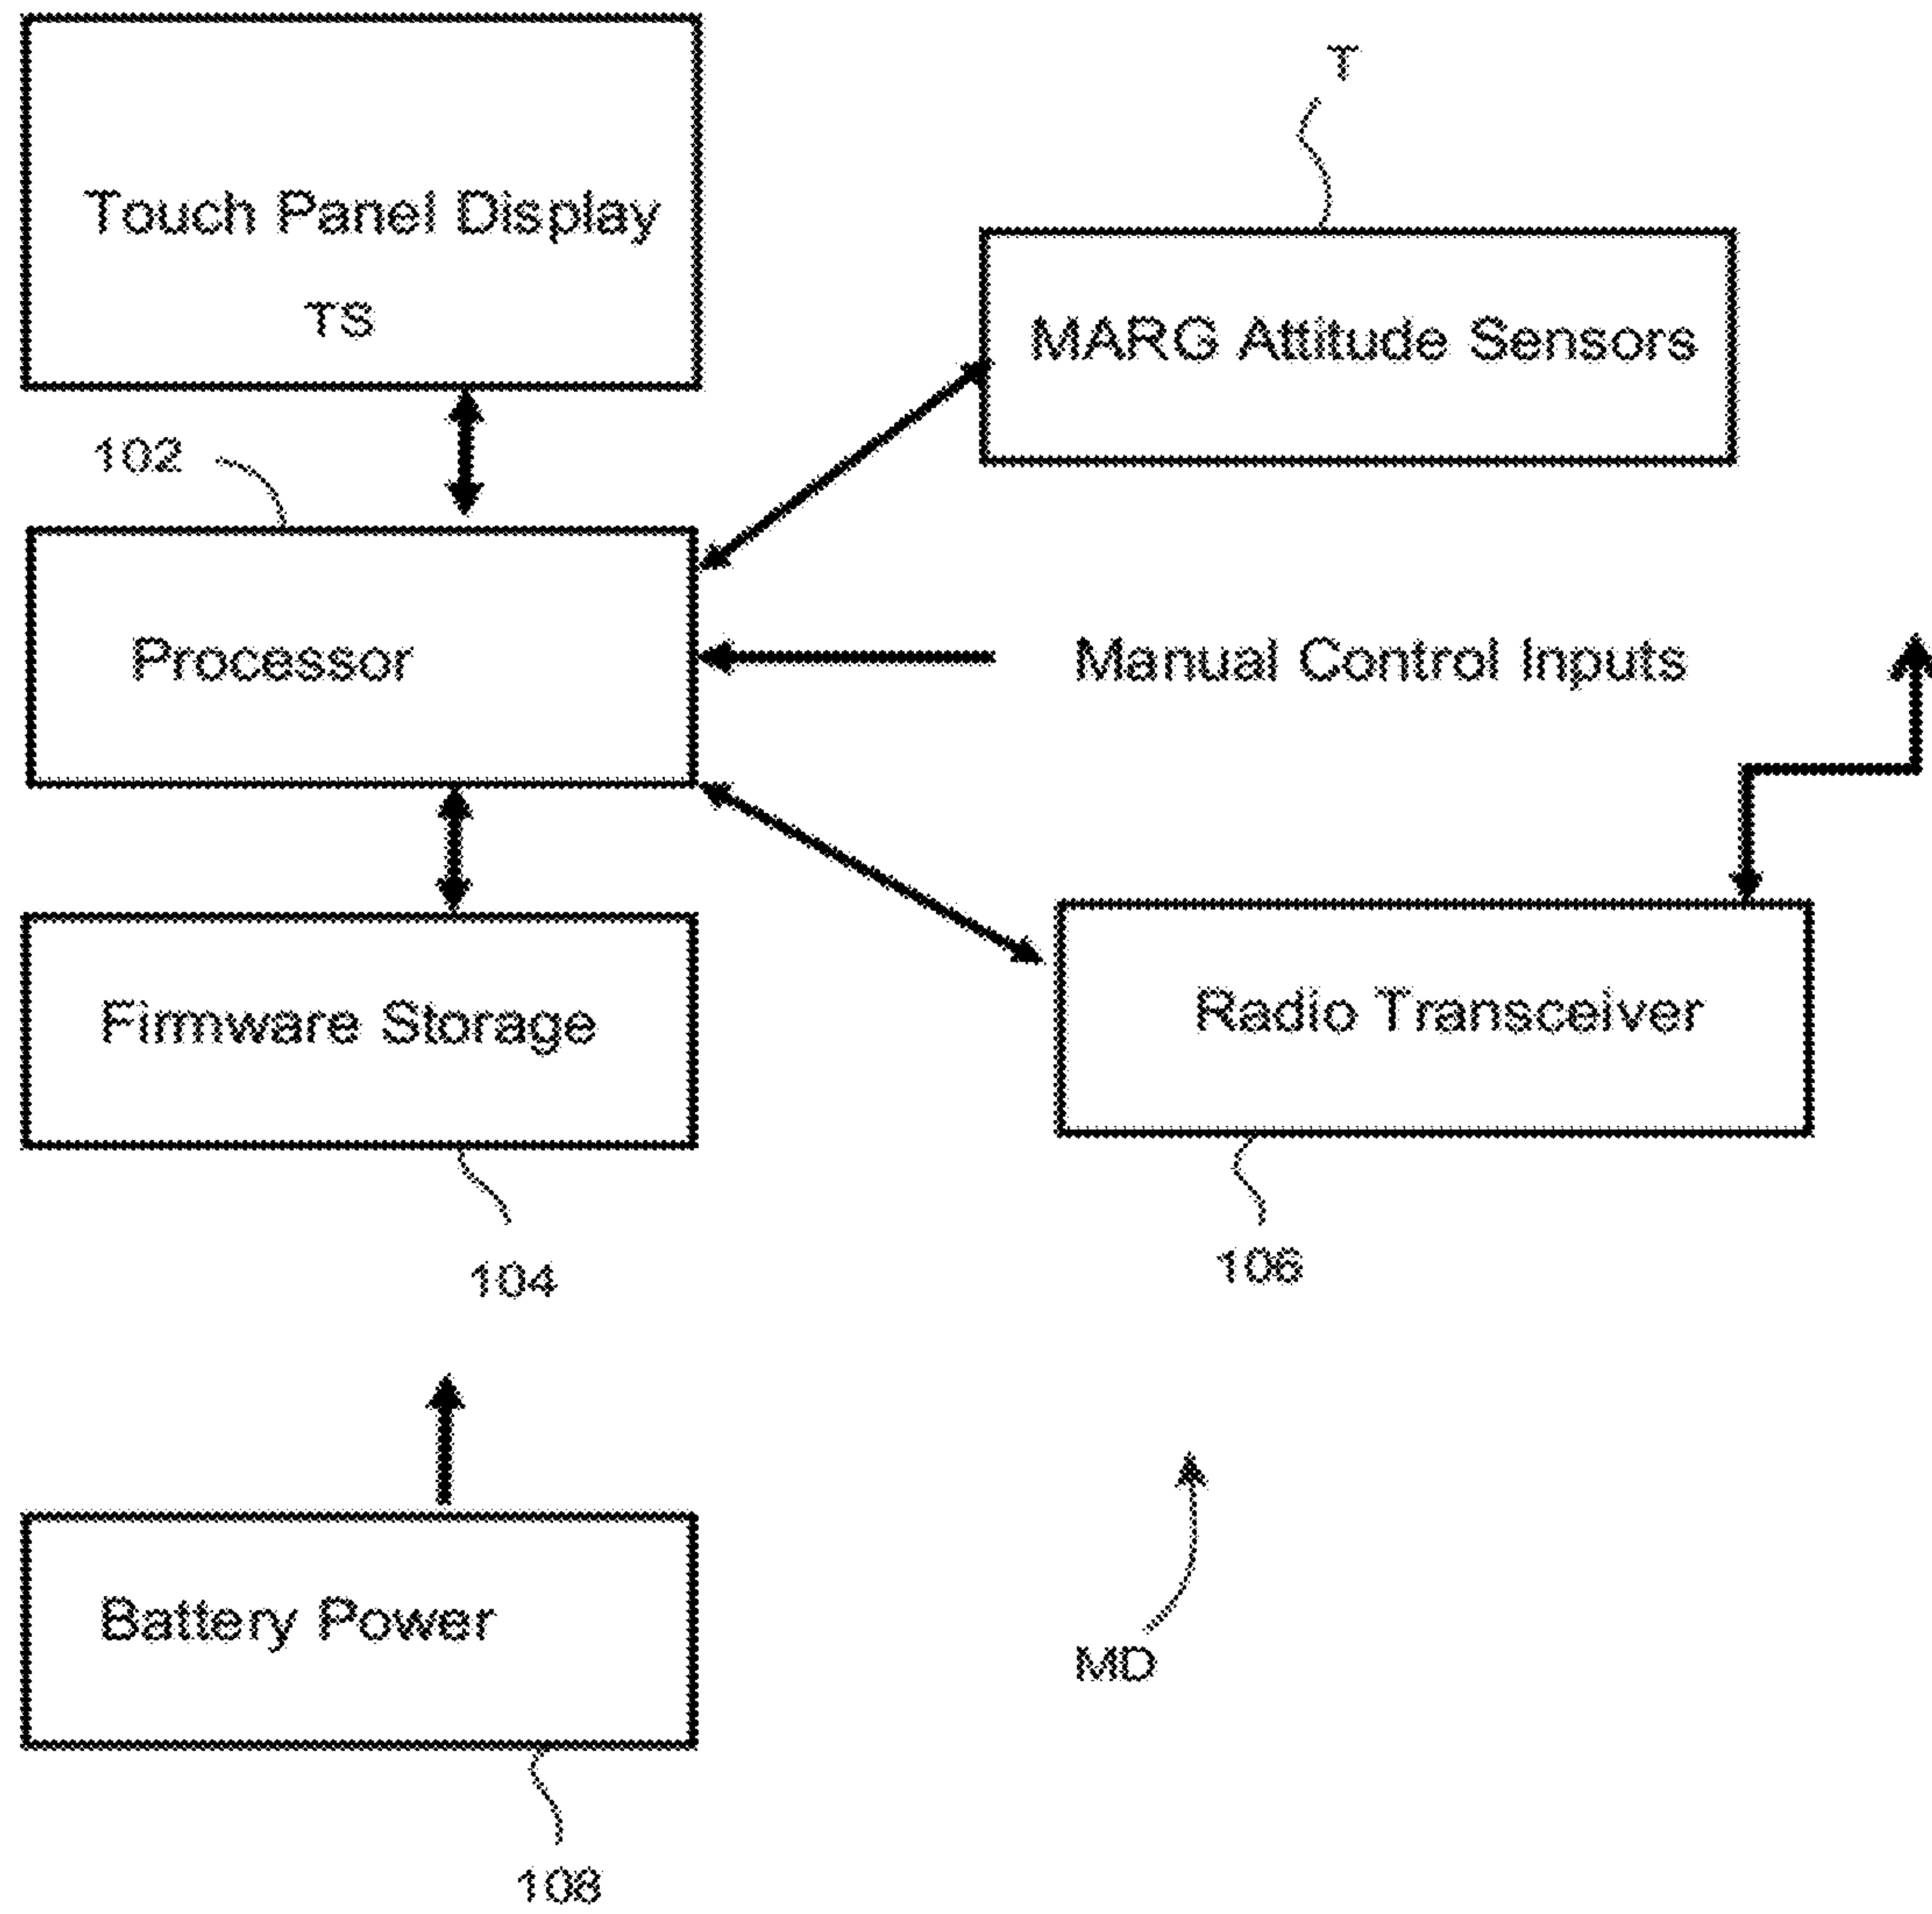 T
Touch Panel Display
TS
MARG Attitude Sensors
102
Processor
Manual Control Inputs
Firmware Storage
Radio Transceiver
104
106
Battery Power
MD
108